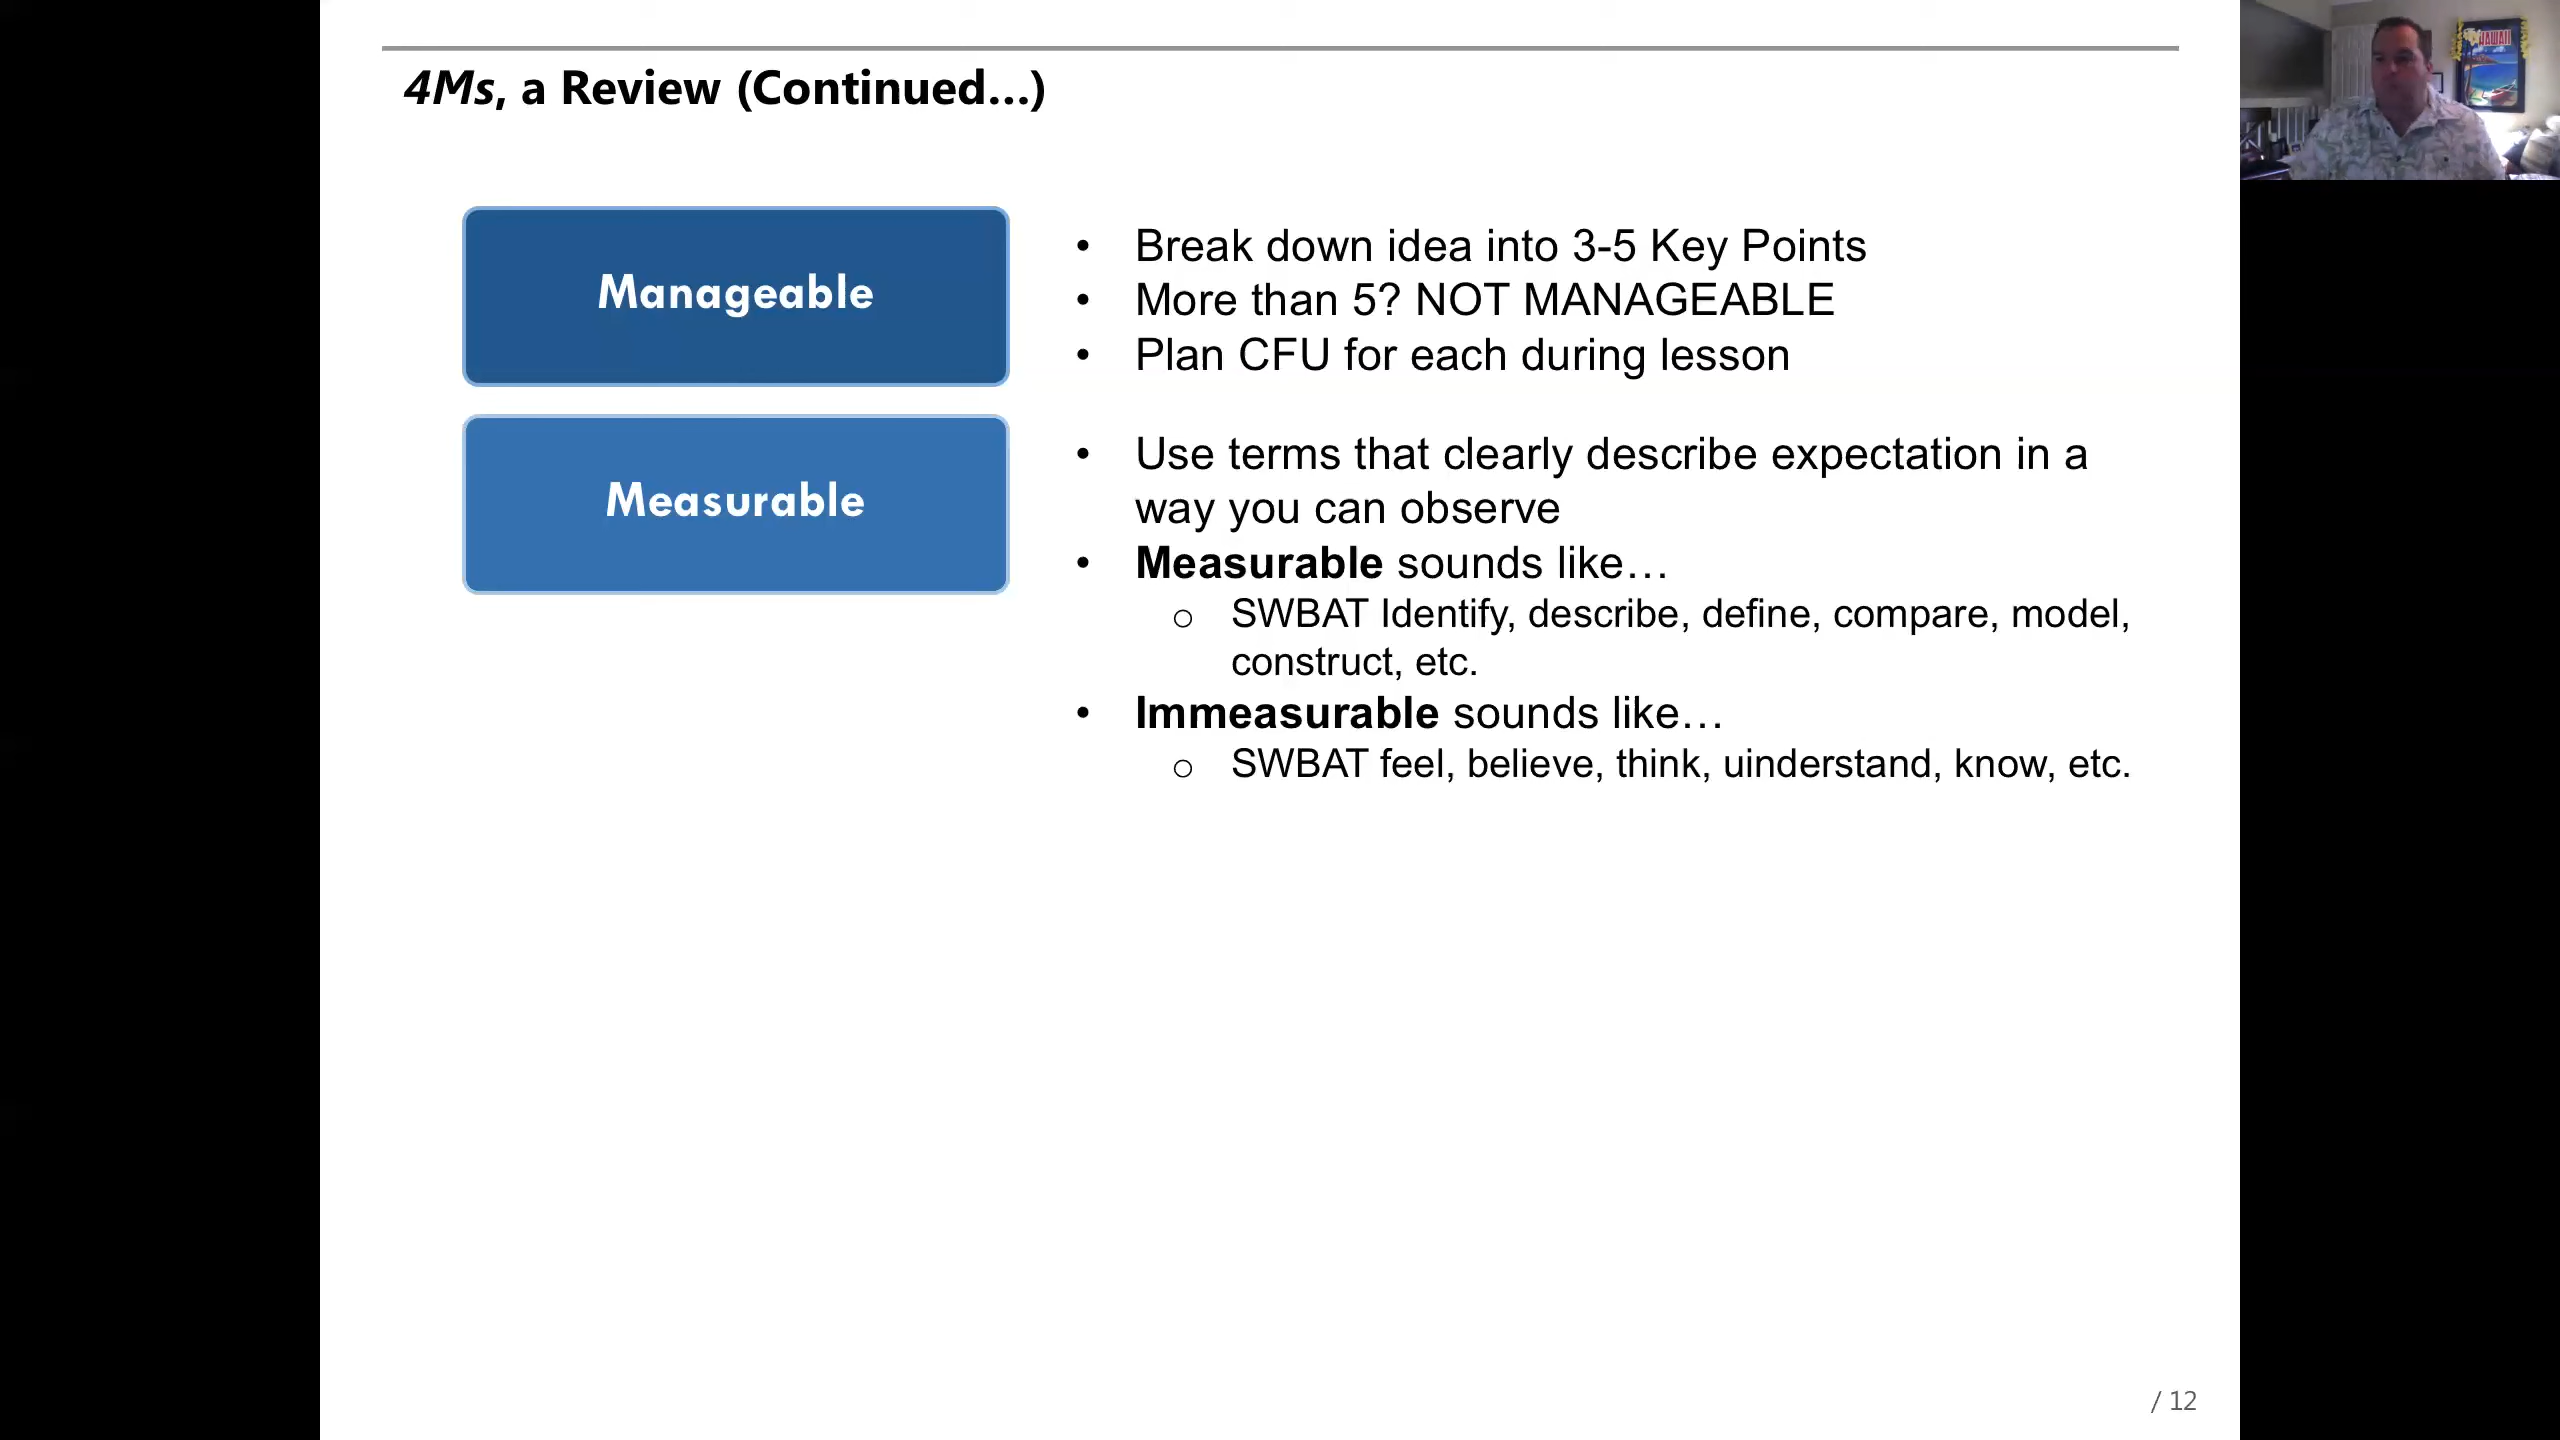 4Ms, a Review (Continued…)
Manageable
• Break down idea into 3-5 Key Points
• More than 5? NOT MANAGEABLE
• Plan CFU for each during lesson
Measurable
• Use terms that clearly describe expectation in a
way you can observe
• Measurable sounds like…
o SWBAT Identify, describe, define, compare, model,
construct, etc.
• Immeasurable sounds like…
o SWBAT feel, believe, think, uinderstand, know, etc.
/ 12
HAWAII